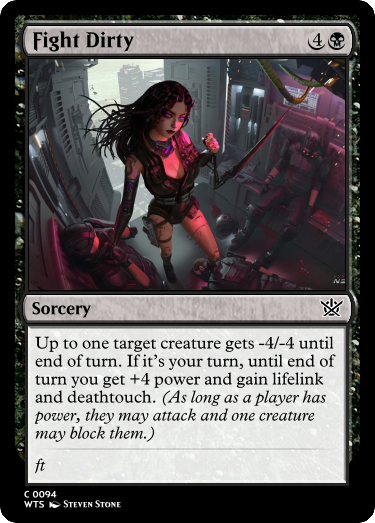 Fight Dirty 4
Sorcery
Up to one target creature gets -4/-4 until
end of turn. If it's your turn, until end of
turn you get +4 power and gain lifelink
and deathtouch. (As long as a player has
power, they may attack and one creature
may block them.)
ft
C 0094
WTS Steven Stone